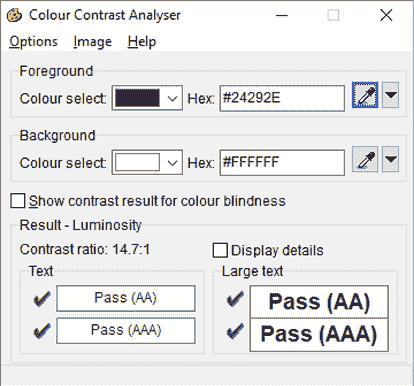 Colour Contrast Analyser
Options Image Help
Foreground
Colour select: Hex: #24292E
Background
Colour select: Hex: #FFFFFF
Show contrast result for colour blindness
Result - Luminosity
Contrast ratio: 14.7:1 Display details
Text Large text
Pass (AA) Pass (AA)
Pass (AAA) Pass (AAA)